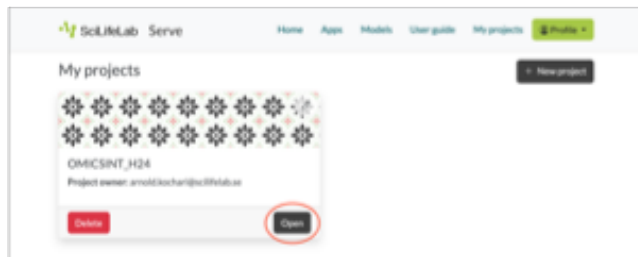 SciLifeLab Serve Home Apps Models User guide My projects Profile
My projects
+ New project
OMICSINT_H24
Project owner: arnold.kochari@scilifelab.se
Delete Open